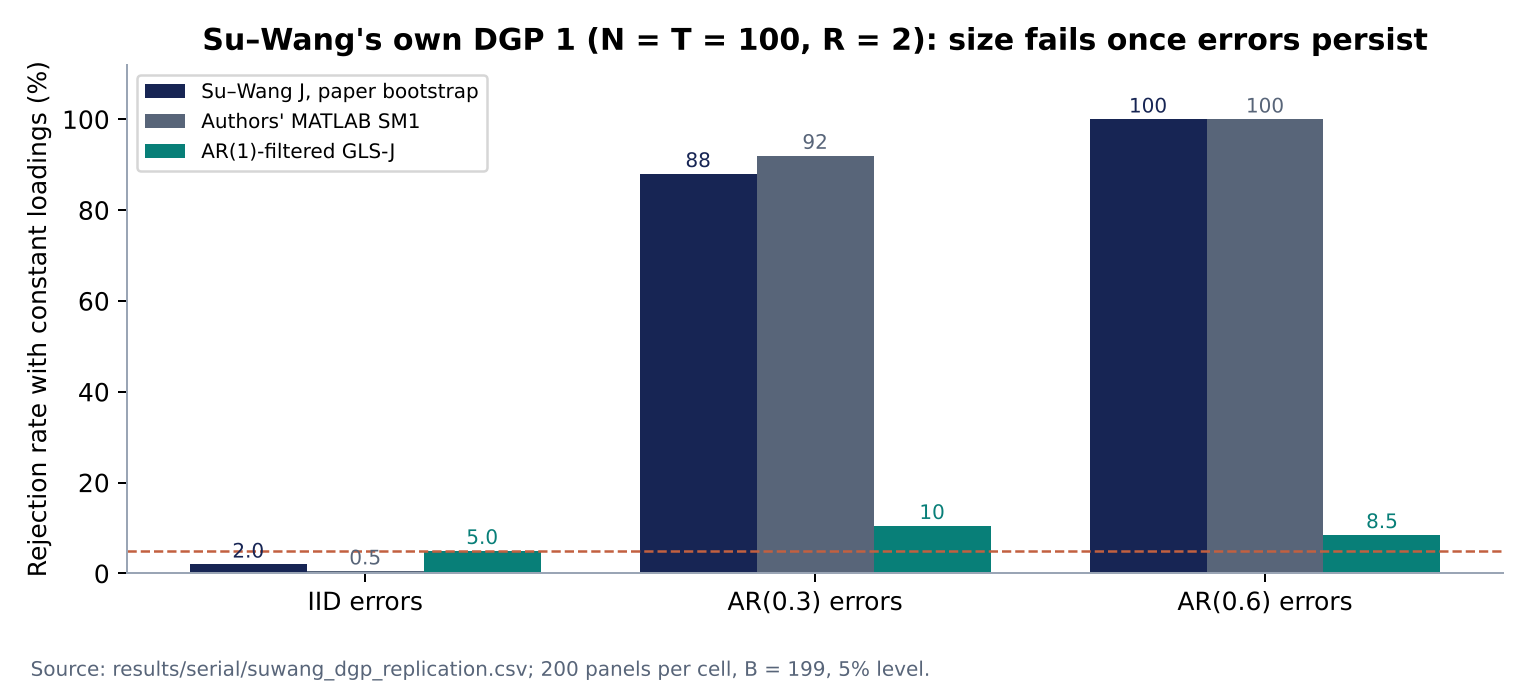 Su–Wang's own DGP 1 (N = T = 100, R = 2): size fails once errors persist
Rejection rate with constant loadings (%)
Su–Wang J, paper bootstrap
Authors' MATLAB SM1
AR(1)-filtered GLS-J
100
80
60
40
20
0
2.0
0.5
5.0
88
92
10
100
100
8.5
IID errors
AR(0.3) errors
AR(0.6) errors
Source: results/serial/suwang_dgp_replication.csv; 200 panels per cell, B = 199, 5% level.